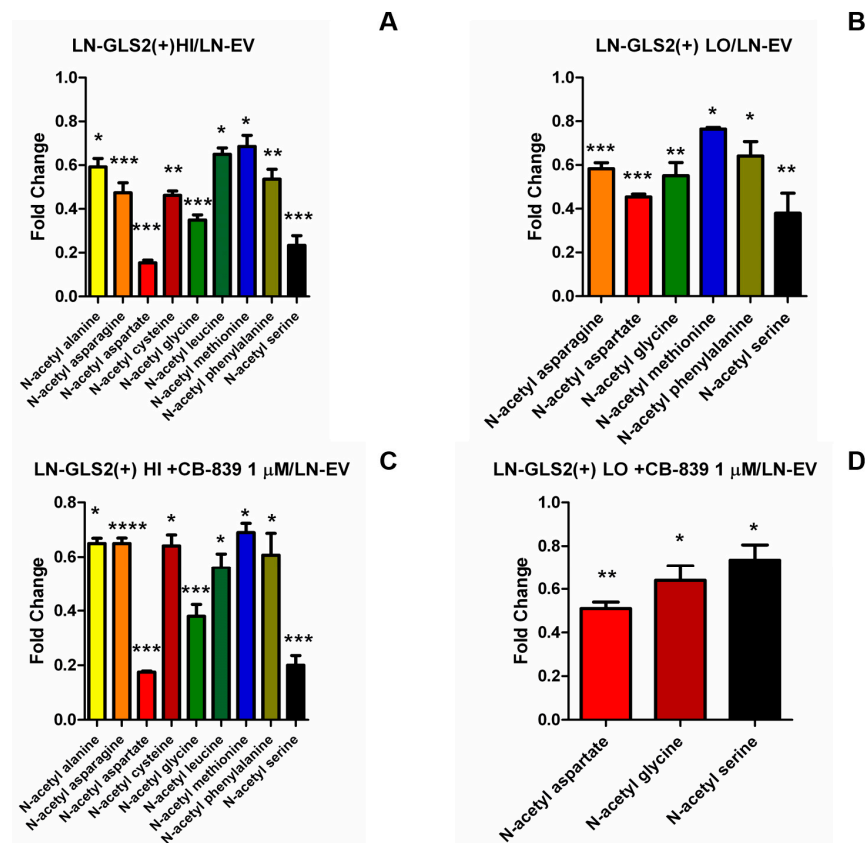 A
LN-GLS2(+)HI/LN-EV
Fold Change
1.0
0.8
0.6
0.4
0.2
0.0
*
***
***
**
***
*
*
**
***
N-acetyl alanine
N-acetyl asparagine
N-acetyl aspartate
N-acetyl cysteine
N-acetyl glycine
N-acetyl leucine
N-acetyl methionine
N-acetyl phenylalanine
N-acetyl serine
B
LN-GLS2(+) LO/LN-EV
Fold Change
1.0
0.8
0.6
0.4
0.2
0.0
***
***
**
*
*
**
N-acetyl asparagine
N-acetyl aspartate
N-acetyl glycine
N-acetyl methionine
N-acetyl phenylalanine
N-acetyl serine
C
LN-GLS2(+) HI +CB-839 1 μM/LN-EV
Fold Change
0.8
0.6
0.4
0.2
0.0
*
****
***
*
***
*
*
*
***
N-acetyl alanine
N-acetyl asparagine
N-acetyl aspartate
N-acetyl cysteine
N-acetyl glycine
N-acetyl leucine
N-acetyl methionine
N-acetyl phenylalanine
N-acetyl serine
D
LN-GLS2(+) LO +CB-839 1 μM/LN-EV
Fold Change
1.0
0.8
0.6
0.4
0.2
0.0
**
*
*
N-acetyl aspartate
N-acetyl glycine
N-acetyl serine